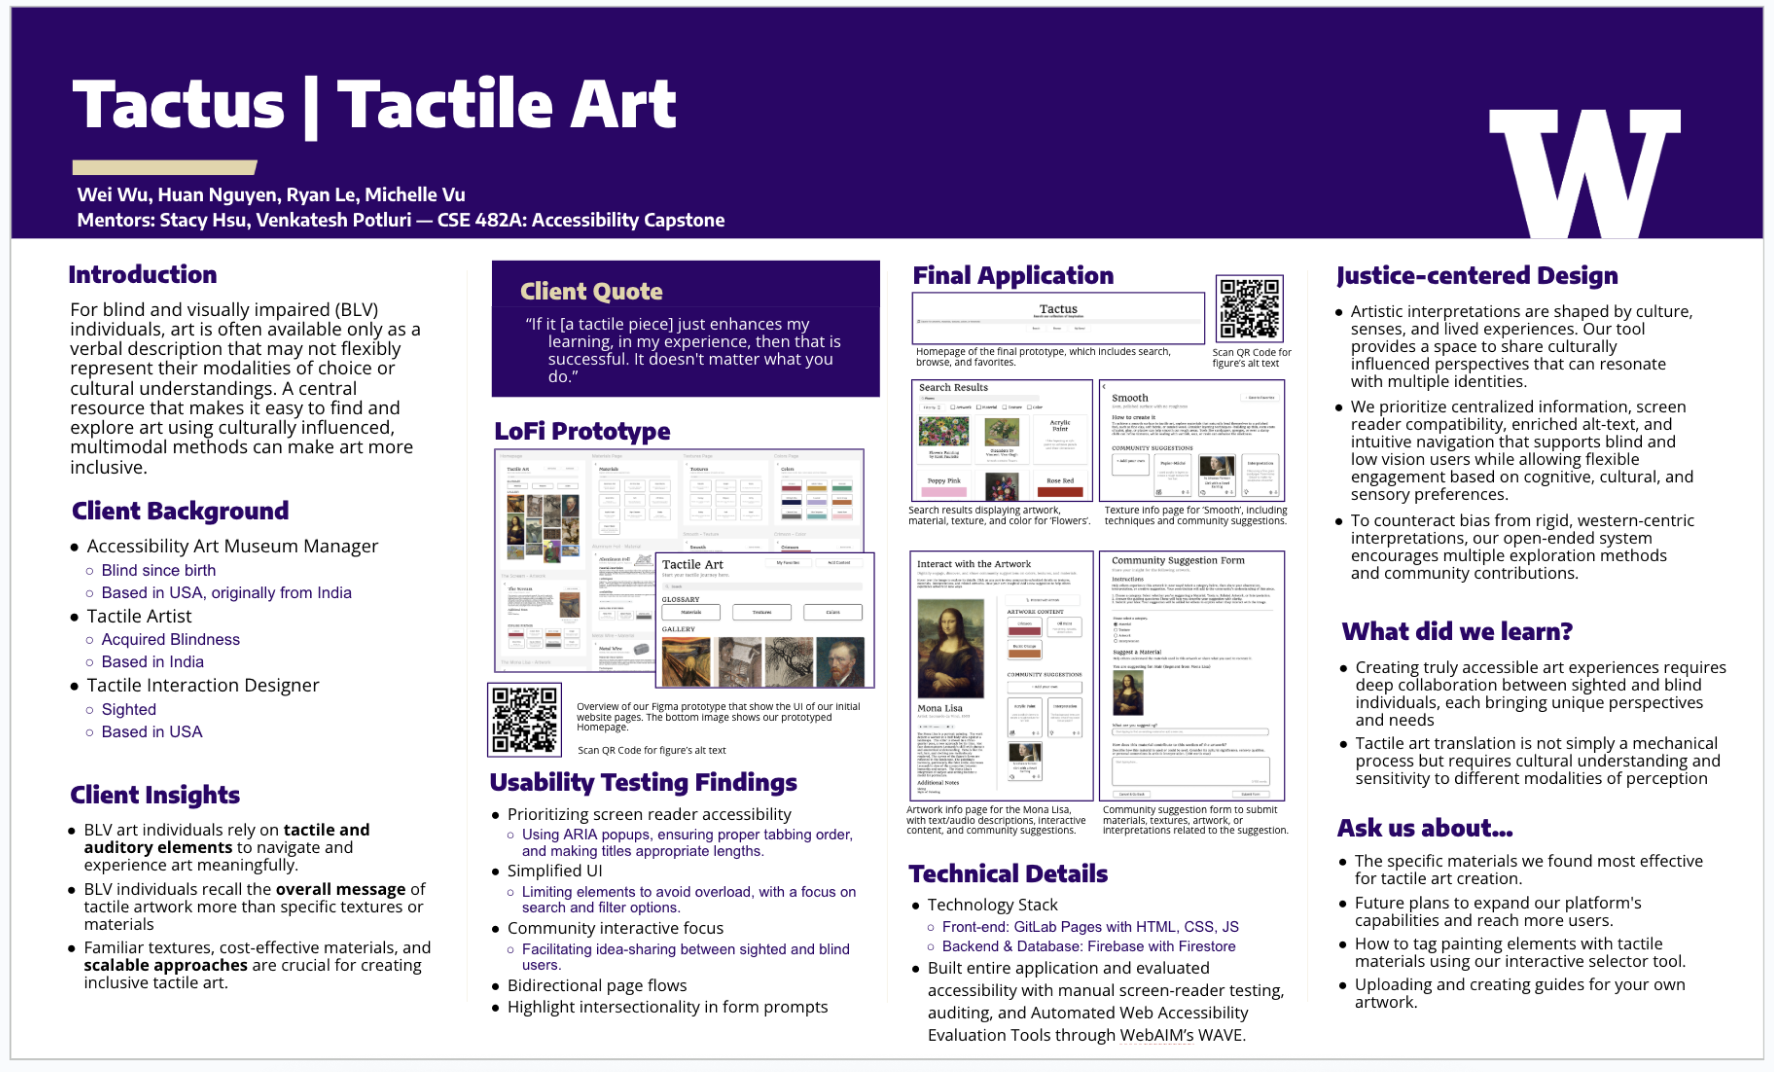 Tactus | Tactile Art
Wei Wu, Huan Nguyen, Ryan Le, Michelle Vu
Mentors: Stacy Hsu, Venkatesh Potluri — CSE 482A: Accessibility Capstone
W
Introduction
For blind and visually impaired (BLV)
individuals, art is often available only as a
verbal description that may not flexibly
represent their modalities of choice or
cultural understandings. A central
resource that makes it easy to find and
explore art using culturally influenced,
multimodal methods can make art more
inclusive.
Client Background
● Accessibility Art Museum Manager
○ Blind since birth
○ Based in USA, originally from India
● Tactile Artist
○ Acquired Blindness
○ Based in India
● Tactile Interaction Designer
○ Sighted
○ Based in USA
Client Insights
● BLV art individuals rely on tactile and
auditory elements to navigate and
experience art meaningfully.
● BLV individuals recall the overall message of
tactile artwork more than specific textures or
materials
● Familiar textures, cost-effective materials, and
scalable approaches are crucial for creating
inclusive tactile art.
Client Quote
“If it [a tactile piece] just enhances my
learning, in my experience, then that is
successful. It doesn't matter what you
do.”
LoFi Prototype
Tactile Art
Materials
Textures
Colors
Tactile Art
Start your tactile journey here.
My Favorites
Add Content
GLOSSARY
Materials
Textures
Colors
GALLERY
Overview of our Figma prototype that show the UI of our initial
website pages. The bottom image shows our prototyped
Homepage.
Scan QR Code for figure's alt text
Usability Testing Findings
● Prioritizing screen reader accessibility
○ Using ARIA popups, ensuring proper tabbing order,
and making titles appropriate lengths.
● Simplified UI
○ Limiting elements to avoid overload, with a focus on
search and filter options.
● Community interactive focus
○ Facilitating idea-sharing between sighted and blind
users.
● Bidirectional page flows
● Highlight intersectionality in form prompts
Final Application
Tactus
Homepage of the final prototype, which includes search,
browse, and favorites.
Scan QR Code for
figure's alt text
Search Results
Acrylic
Paint
Poppy Pink
Rose Red
Search results displaying artwork,
material, texture, and color for 'Flowers'.
Smooth
How to create it
COMMUNITY SUGGESTIONS
+ Add your own
Texture info page for 'Smooth', including
techniques and community suggestions.
Interact with the Artwork
ARTWORK CONTENT
COMMUNITY SUGGESTIONS
Mona Lisa
Additional Notes
Artwork info page for the Mona Lisa,
with text/audio descriptions, interactive
content, and community suggestions.
Community Suggestion Form
Instructions
Suggest a Material
Community suggestion form to submit
materials, textures, artwork, or
interpretations related to the suggestion.
Technical Details
● Technology Stack
○ Front-end: GitLab Pages with HTML, CSS, JS
○ Backend & Database: Firebase with Firestore
● Built entire application and evaluated
accessibility with manual screen-reader testing,
auditing, and Automated Web Accessibility
Evaluation Tools through WebAIM's WAVE.
Justice-centered Design
● Artistic interpretations are shaped by culture,
senses, and lived experiences. Our tool
provides a space to share culturally
influenced perspectives that can resonate
with multiple identities.
● We prioritize centralized information, screen
reader compatibility, enriched alt-text, and
intuitive navigation that supports blind and
low vision users while allowing flexible
engagement based on cognitive, cultural, and
sensory preferences.
● To counteract bias from rigid, western-centric
interpretations, our open-ended system
encourages multiple exploration methods
and community contributions.
What did we learn?
● Creating truly accessible art experiences requires
deep collaboration between sighted and blind
individuals, each bringing unique perspectives
and needs
● Tactile art translation is not simply a mechanical
process but requires cultural understanding and
sensitivity to different modalities of perception
Ask us about...
● The specific materials we found most effective
for tactile art creation.
● Future plans to expand our platform's
capabilities and reach more users.
● How to tag painting elements with tactile
materials using our interactive selector tool.
● Uploading and creating guides for your own
artwork.